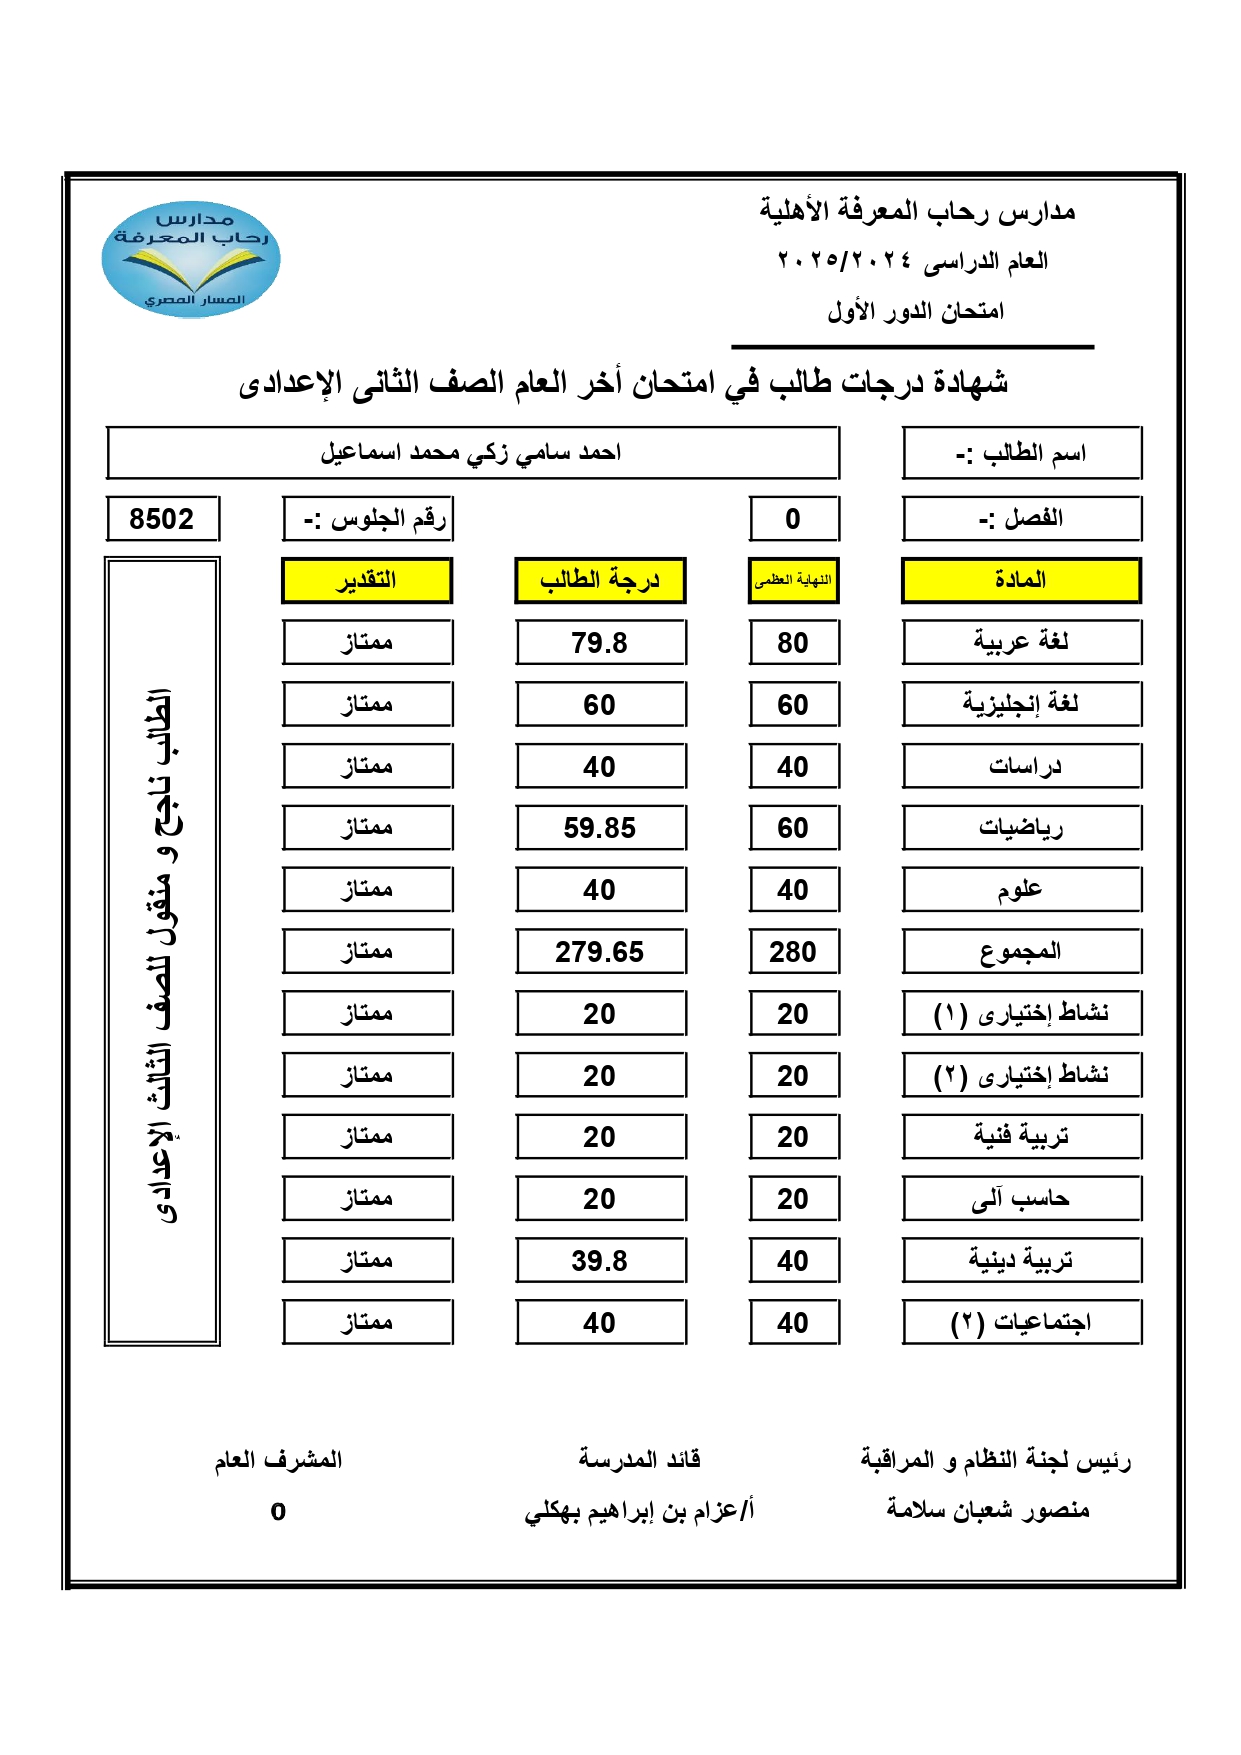 مدارس رحاب المعرفة الأهلية
العام الدراسى ٢٠٢٥/٢٠٢٤
امتحان الدور الأول
مدارس
رحاب المعرفة
المسار المصري
شهادة درجات طالب في امتحان أخر العام الصف الثانى الإعدادى
اسم الطالب :- احمد سامي زكي محمد اسماعيل
الفصل :- 0 رقم الجلوس :- 8502
المادة النهاية العظمى درجة الطالب التقدير
لغة عربية 80 79.8 ممتاز
لغة إنجليزية 60 60 ممتاز
دراسات 40 40 ممتاز
رياضيات 60 59.85 ممتاز
علوم 40 40 ممتاز
المجموع 280 279.65 ممتاز
نشاط إختيارى (١) 20 20 ممتاز
نشاط إختيارى (٢) 20 20 ممتاز
تربية فنية 20 20 ممتاز
حاسب آلى 20 20 ممتاز
تربية دينية 40 39.8 ممتاز
اجتماعيات (٢) 40 40 ممتاز
الطالب ناجح و منقول للصف الثالث الإعدادى
رئيس لجنة النظام و المراقبة قائد المدرسة المشرف العام
منصور شعبان سلامة أ/عزام بن إبراهيم بهكلي 0